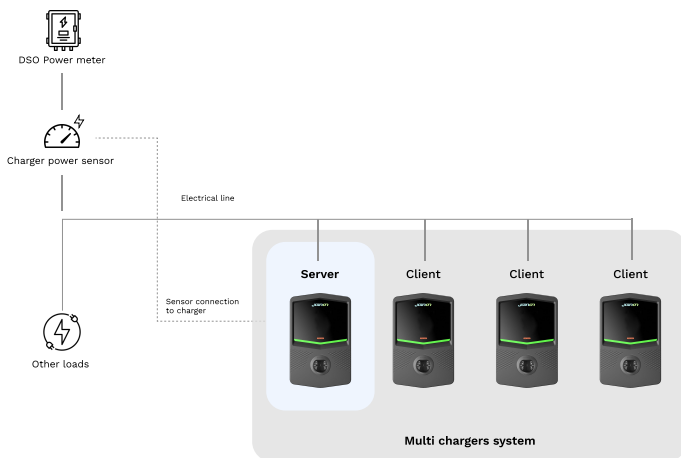 DSO Power meter
Charger power sensor
Electrical line
Server
Client
Client
Client
Sensor connection
to charger
Other loads
Multi chargers system